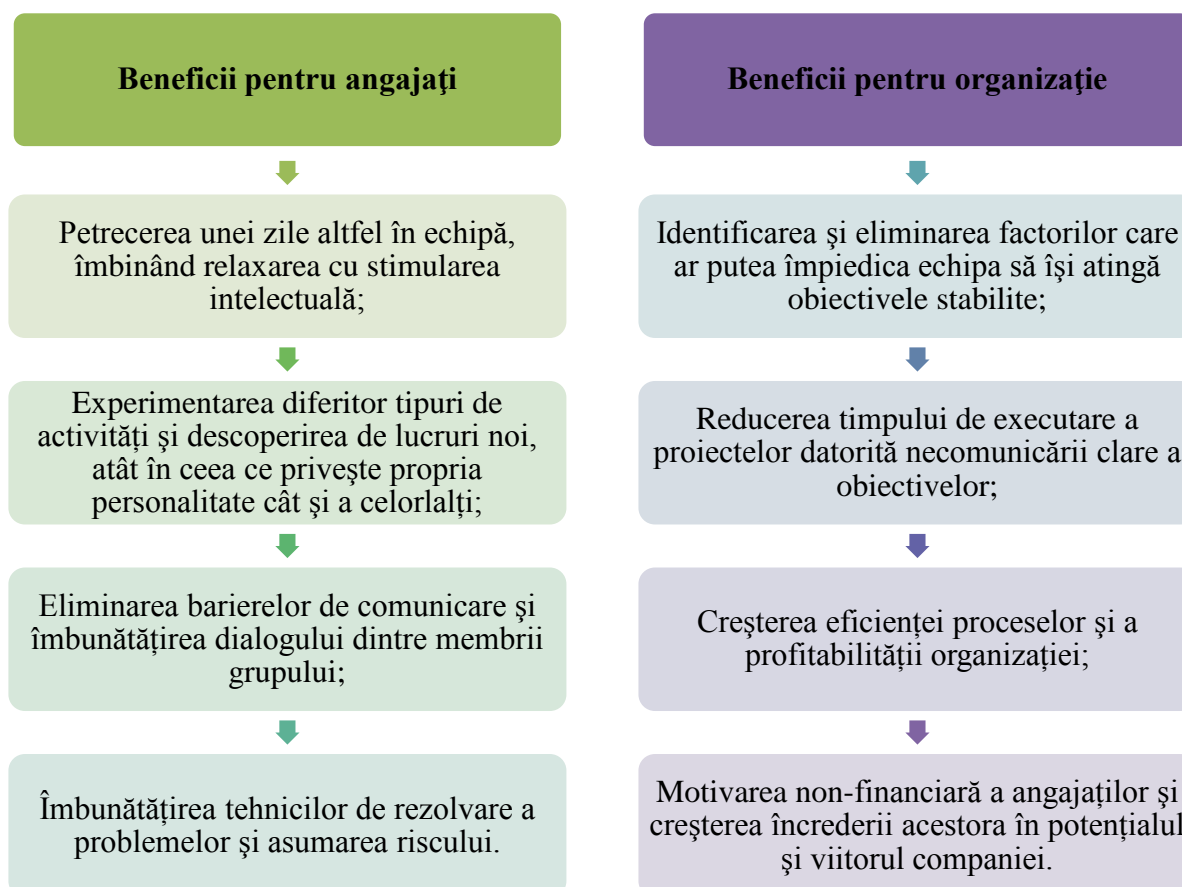 Beneficii pentru angajaţi
Petrecerea unei zile altfel în echipă,
îmbinând relaxarea cu stimularea
intelectuală;
Experimentarea diferitor tipuri de
activități şi descoperirea de lucruri noi,
atât în ceea ce priveşte propria
personalitate cât şi a celorlalți;
Eliminarea barierelor de comunicare şi
îmbunătățirea dialogului dintre membrii
grupului;
Îmbunătățirea tehnicilor de rezolvare a
problemelor şi asumarea riscului.
Beneficii pentru organizaţie
Identificarea şi eliminarea factorilor care
ar putea împiedica echipa să îşi atingă
obiectivele stabilite;
Reducerea timpului de executare a
proiectelor datorită necomunicării clare a
obiectivelor;
Creşterea eficienței proceselor şi a
profitabilității organizației;
Motivarea non-financiară a angajaților şi
creşterea încrederii acestora în potențialul
şi viitorul companiei.